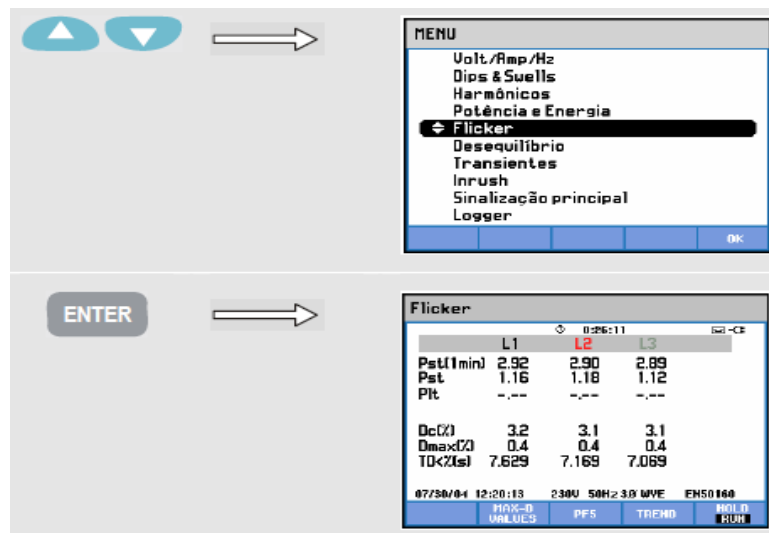 MENU
Volt/Amp/Hz
Dips & Swells
Harmônicos
Potência e Energia
Flicker
Desequilíbrio
Transientes
Inrush
Sinalização principal
Logger
OK
ENTER
Flicker
0:26:11
L1 L2 L3
Pst(1min) 2.92 2.90 2.89
Pst 1.16 1.18 1.12
Plt -.-- -.-- -.--
Dc(%) 3.2 3.1 3.1
Dmax(%) 0.4 0.4 0.4
TD<%(s) 7.629 7.169 7.069
07/30/04 12:20:13 230V 50Hz 3.0 WYE EN50160
MAX-D VALUES PF5 TREND HOLD RUN